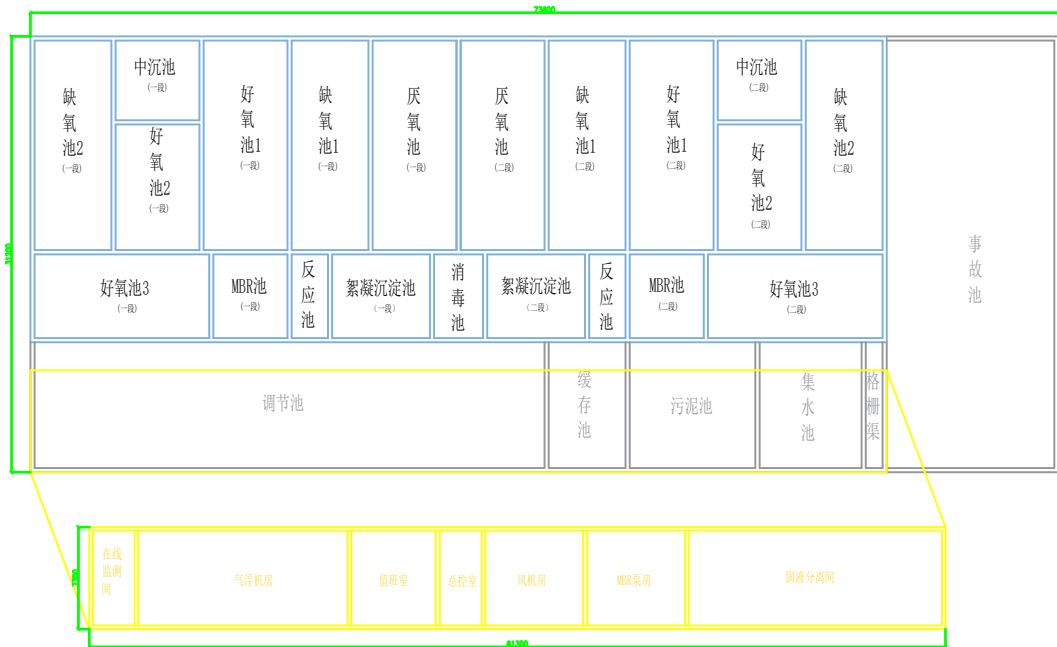 73800
缺氧池2
(一段)
中沉池
(一段)
好氧池2
(一段)
好氧池1
(一段)
缺氧池1
(一段)
厌氧池
(一段)
厌氧池
(二段)
缺氧池1
(二段)
好氧池1
(二段)
中沉池
(二段)
好氧池2
(二段)
缺氧池2
(二段)
事故池
31200
好氧池3
(一段)
MBR池
(一段)
反应池
絮凝沉淀池
(一段)
消毒池
絮凝沉淀池
(二段)
反应池
MBR池
(二段)
好氧池3
(二段)
调节池
缓存池
污泥池
集水池
格栅渠
7300
在线
监测
间
气浮机房
值班室
总控室
风机房
MBR泵房
固液分离间
61300